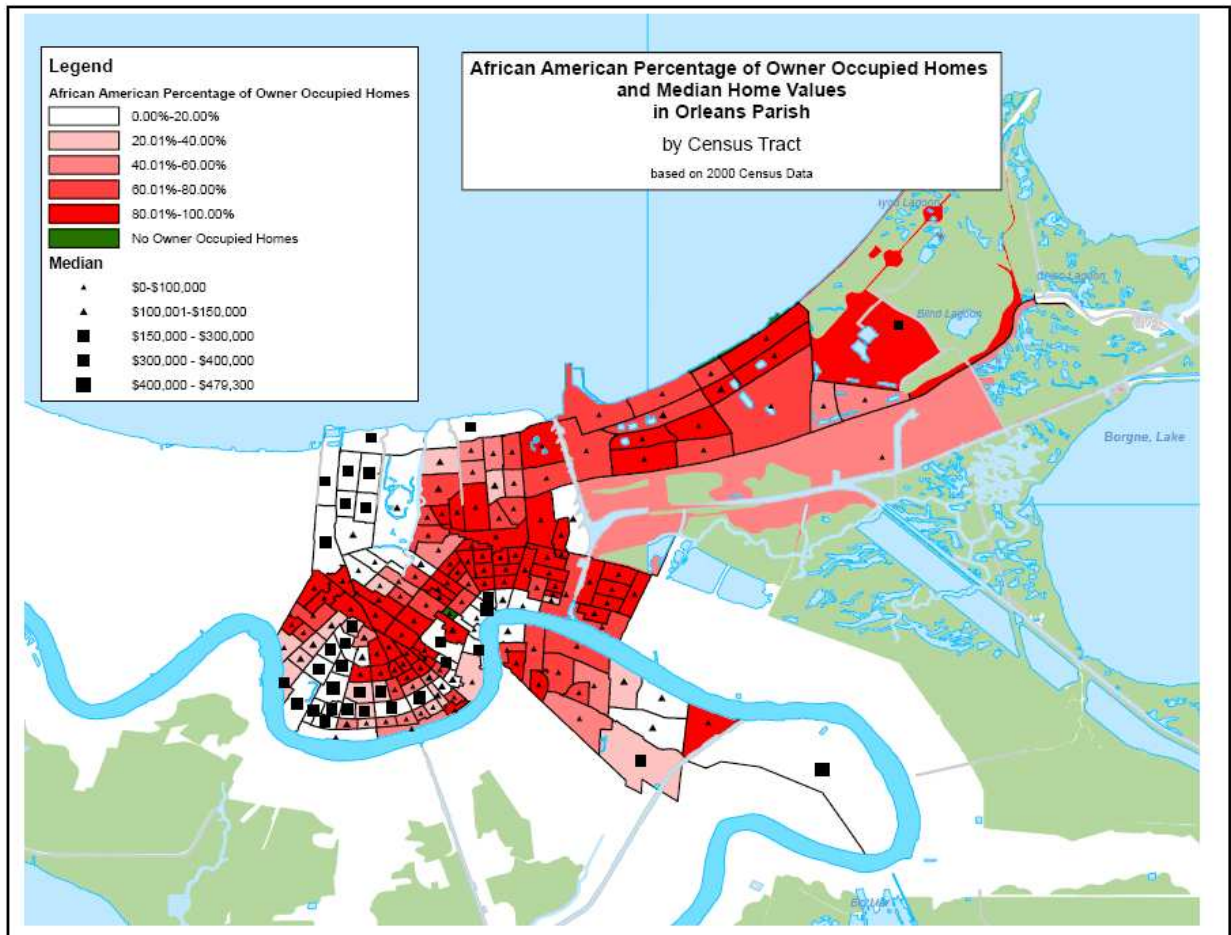 Legend
African American Percentage of Owner Occupied Homes
0.00%-20.00%
20.01%-40.00%
40.01%-60.00%
60.01%-80.00%
80.01%-100.00%
No Owner Occupied Homes
Median
$0-$100,000
$100,001-$150,000
$150,000 - $300,000
$300,000 - $400,000
$400,000 - $479,300
African American Percentage of Owner Occupied Homes
and Median Home Values
in Orleans Parish
by Census Tract
based on 2000 Census Data
Lagoon
Lagoon
Blind Lagoon
Borgne, Lake